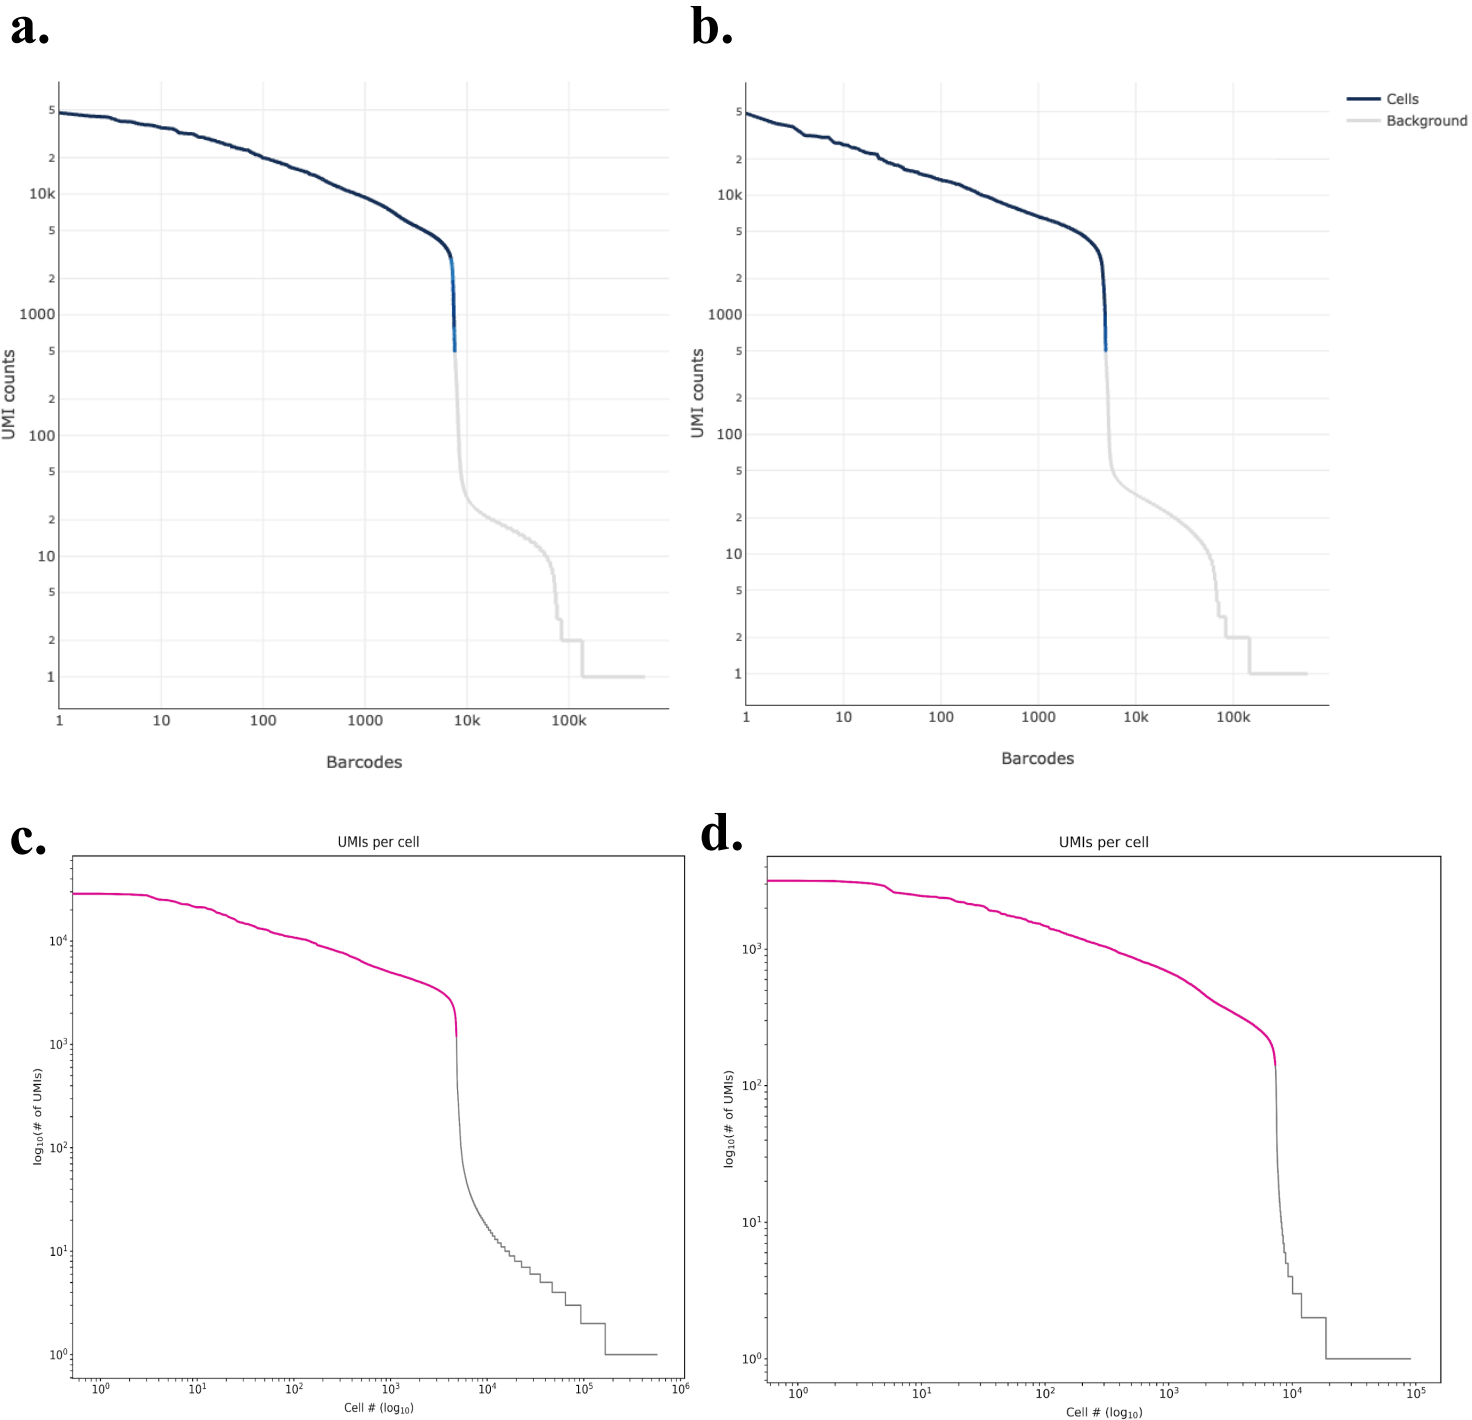 a.
5
2
10k
5
2
1000
5
2
100
5
2
10
5
2
1
UMI counts
1
10
100
1000
10k
100k
Barcodes
b.
5
2
10k
5
2
1000
5
2
100
5
2
10
5
2
1
UMI counts
1
10
100
1000
10k
100k
Barcodes
Cells
Background
c.
UMIs per cell
10⁴
10³
10²
10¹
10⁰
log₁₀(# of UMIs)
10⁰
10¹
10²
10³
10⁴
10⁵
10⁶
Cell # (log₁₀)
d.
UMIs per cell
10³
10²
10¹
10⁰
log₁₀(# of UMIs)
10⁰
10¹
10²
10³
10⁴
10⁵
Cell # (log₁₀)